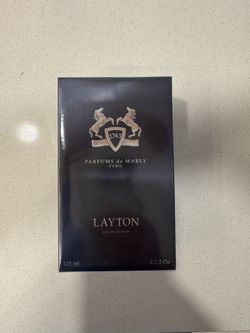 1743
PARFUMS de MARLY
PARIS
LAYTON
EAU DE PARFUM
125 ml 4.2 fl.Oz